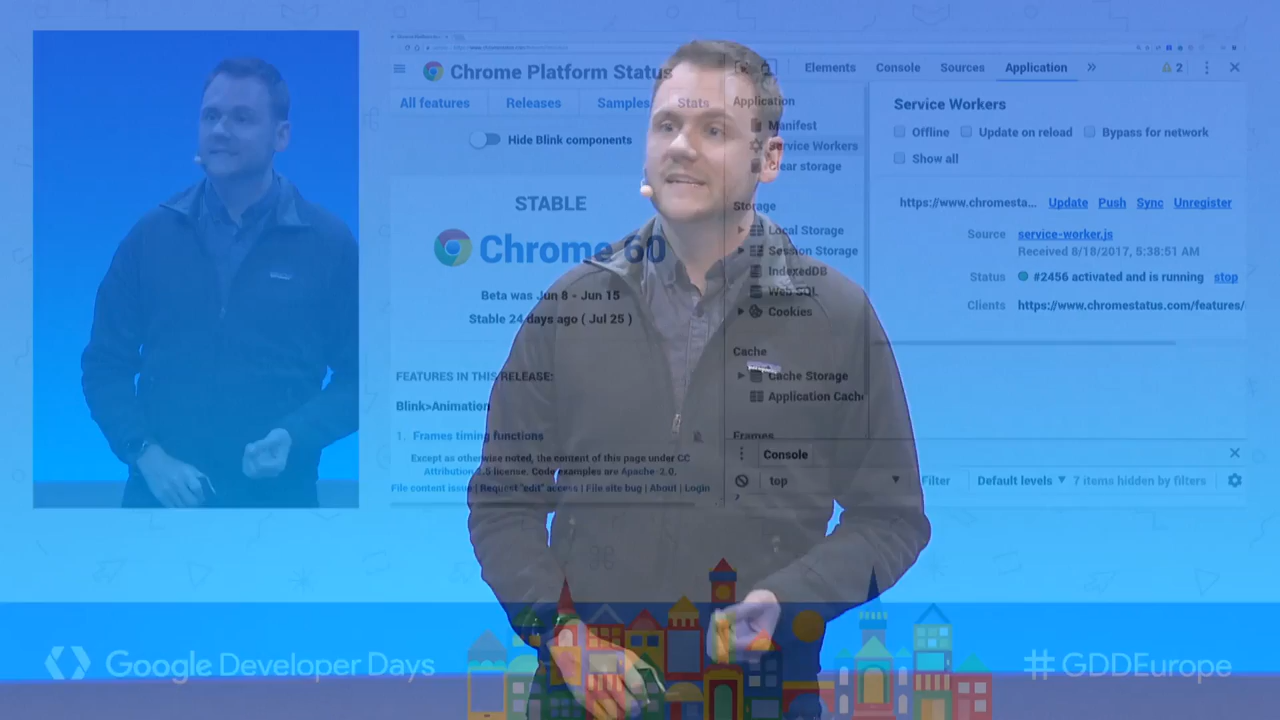 Chrome Platform Status
All features
Releases
Samples
Stats
Hide Blink components
STABLE
Chrome 60
Beta was Jun 8 - Jun 15
Stable 24 days ago ( Jul 25 )
FEATURES IN THIS RELEASE:
Blink>Animation
1. Frames timing functions
Except as otherwise noted, the content of this page under CC
Attribution 2.5 license. Code examples are Apache-2.0.
File content issue | Request "edit" access | File site bug | About | Login
Elements
Console
Sources
Application
»
2
Application
Manifest
Service Workers
Clear storage
Storage
Local Storage
Session Storage
IndexedDB
Web SQL
Cookies
Cache
Cache Storage
Application Cache
Frames
Service Workers
Offline
Update on reload
Bypass for network
Show all
https://www.chromesta...
Update
Push
Sync
Unregister
Source
service-worker.js
Received 8/18/2017, 5:38:51 AM
Status
#2456 activated and is running
stop
Clients
https://www.chromestatus.com/features/
Console
top
Filter
Default levels
7 items hidden by filters
Google Developer Days
#GDDEurope